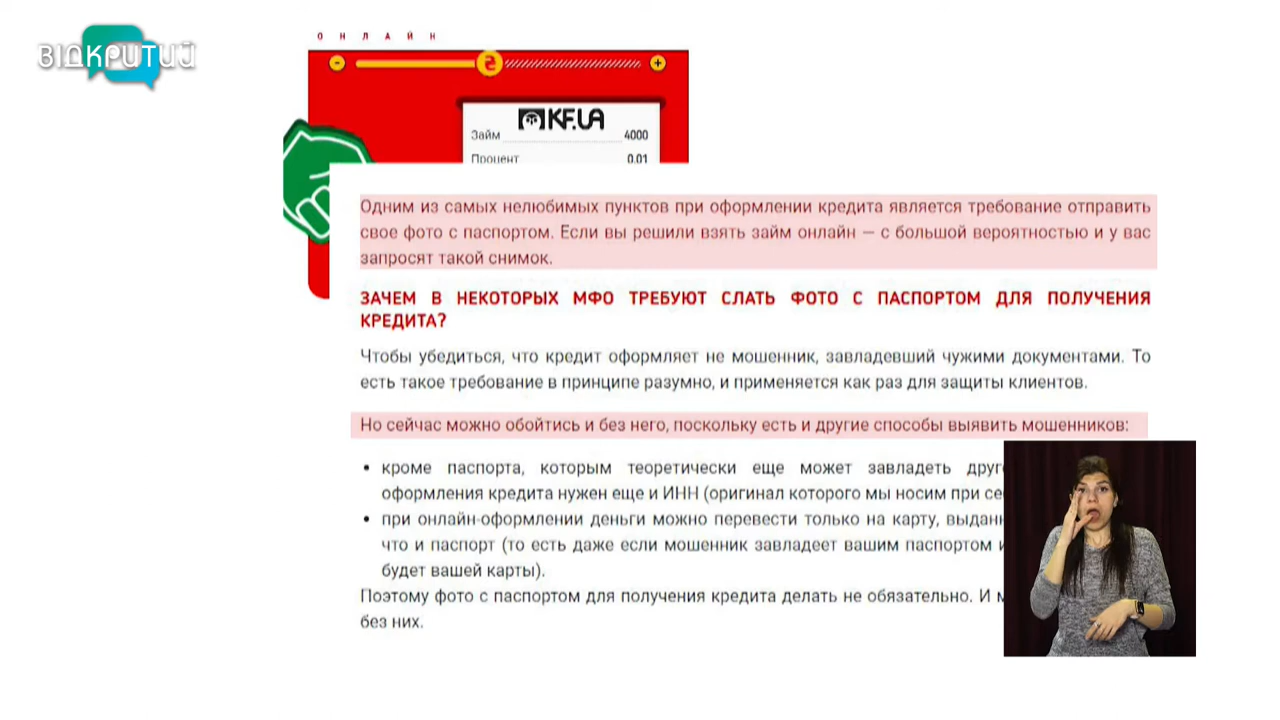 ВІДКРИТИЙ
ОНЛАЙН
- +
KF.UA
Займ 4000
Процент 0.01
Одним из самых нелюбимых пунктов при оформлении кредита является требование отправить
свое фото с паспортом. Если вы решили взять займ онлайн — с большой вероятностью и у вас
запросят такой снимок.
ЗАЧЕМ В НЕКОТОРЫХ МФО ТРЕБУЮТ СЛАТЬ ФОТО С ПАСПОРТОМ ДЛЯ ПОЛУЧЕНИЯ
КРЕДИТА?
Чтобы убедиться, что кредит оформляет не мошенник, завладевший чужими документами. То
есть такое требование в принципе разумно, и применяется как раз для защиты клиентов.
Но сейчас можно обойтись и без него, поскольку есть и другие способы выявить мошенников:
• кроме паспорта, которым теоретически еще может завладеть
оформления кредита нужен еще и ИНН (оригинал которого мы носим при
• при онлайн-оформлении деньги можно перевести только на карту,
что и паспорт (то есть даже если мошенник завладеет вашим паспортом
будет вашей карты).
Поэтому фото с паспортом для получения кредита делать не обязательно. И
без них.